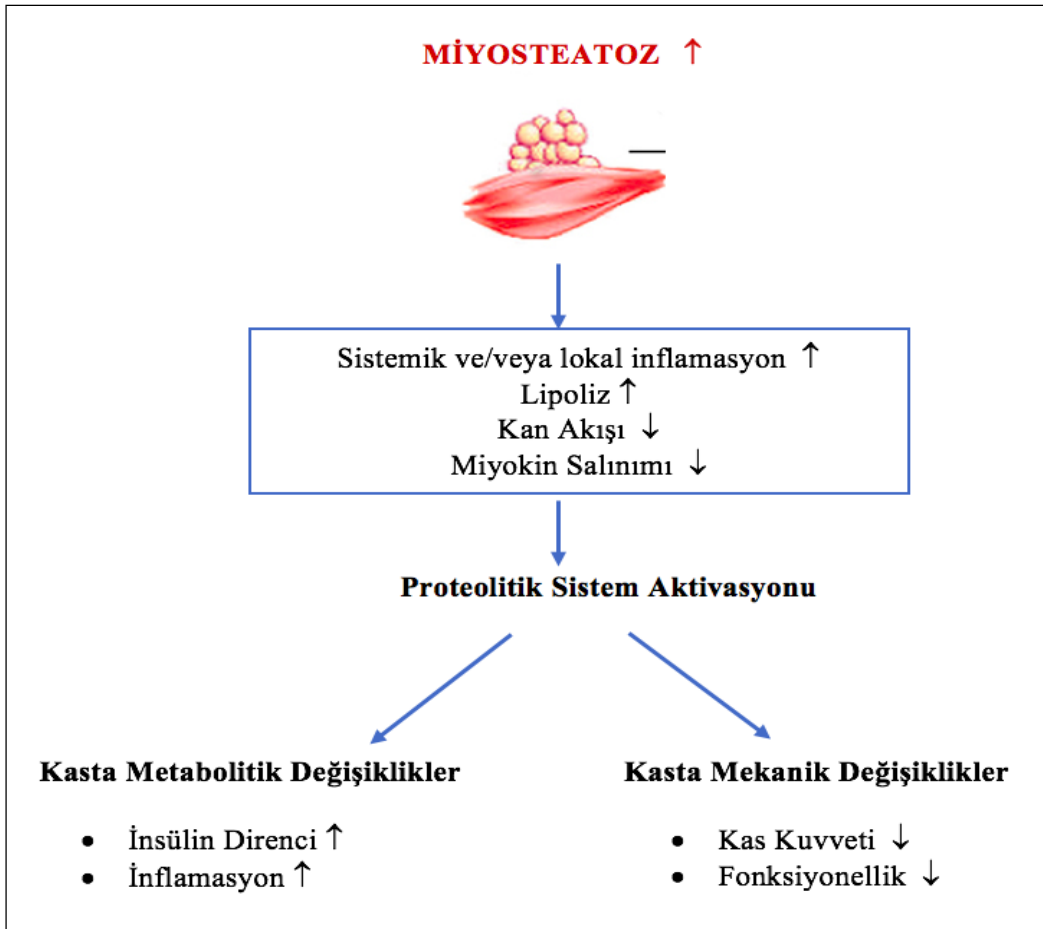 MİYOSTEATOZ ↑
Sistemik ve/veya lokal inflamasyon ↑
Lipoliz ↑
Kan Akışı ↓
Miyokin Salınımı ↓
Proteolitik Sistem Aktivasyonu
Kasta Metabolitik Değişiklikler
• İnsülin Direnci ↑
• İnflamasyon ↑
Kasta Mekanik Değişiklikler
• Kas Kuvveti ↓
• Fonksiyonellik ↓